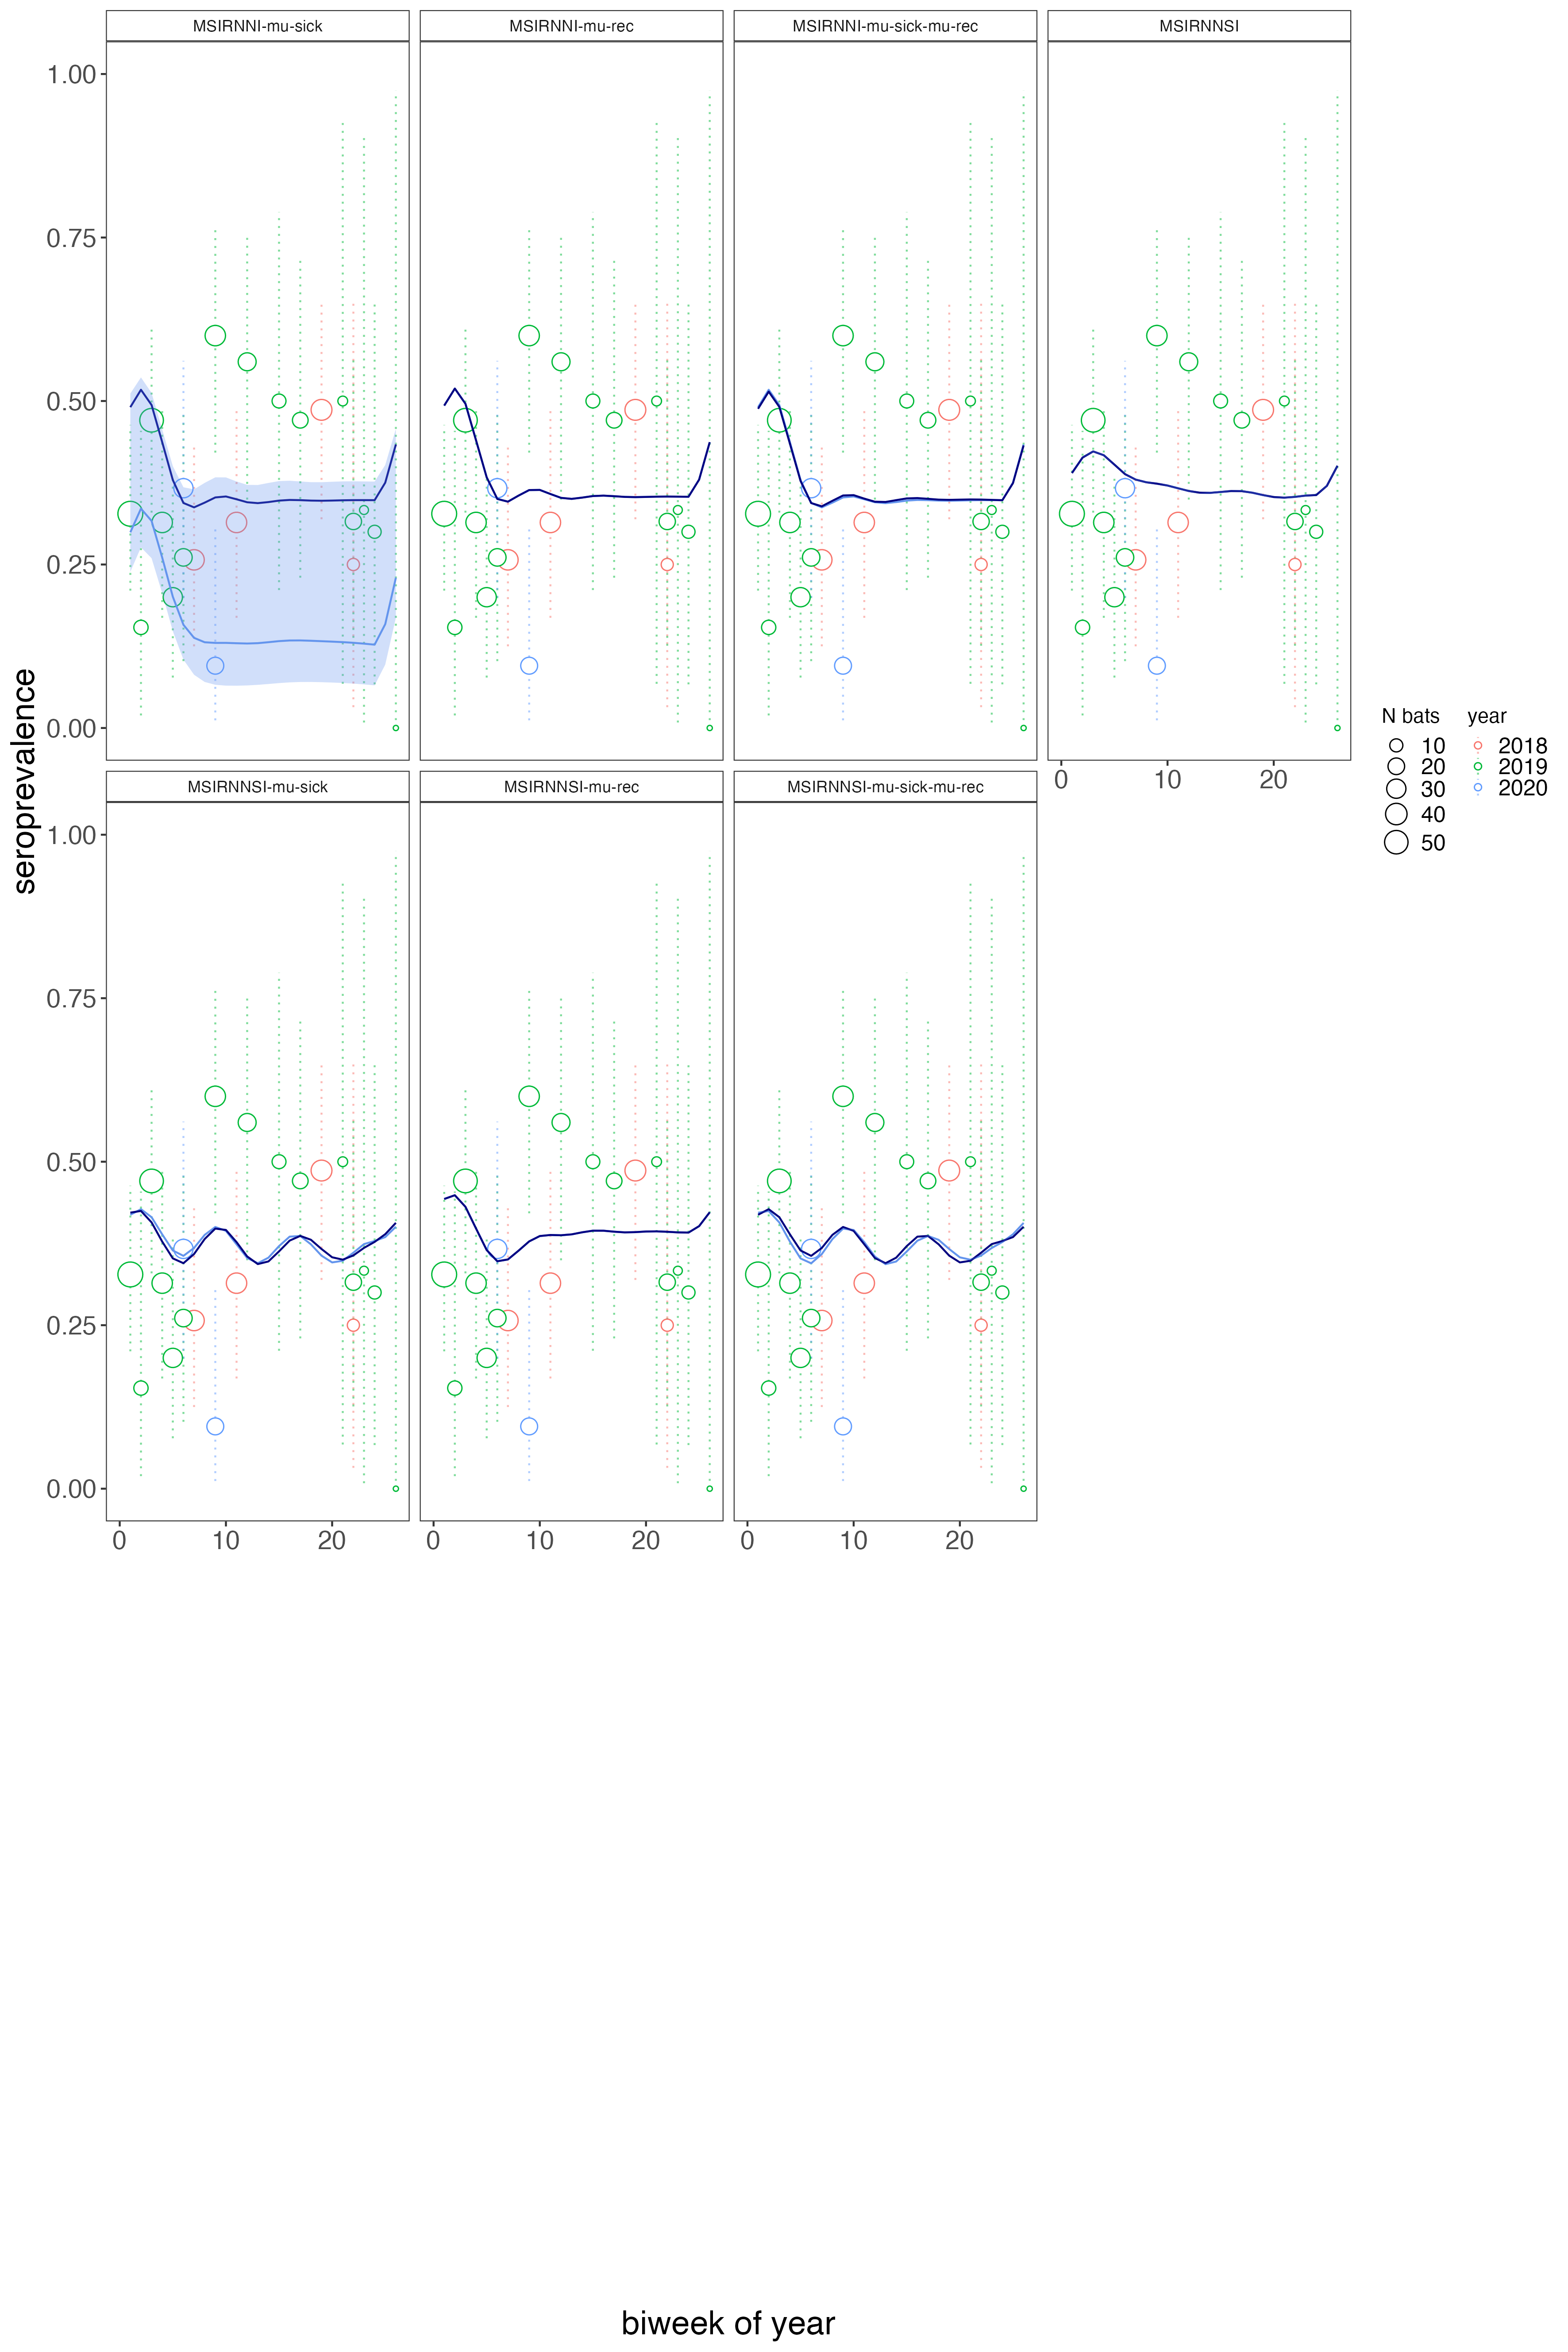 MSIRNNI-mu-sick
MSIRNNI-mu-rec
MSIRNNI-mu-sick-mu-rec
MSIRNNSI
1.00
0.75
0.50
0.25
0.00
0
10
20
MSIRNNSI-mu-sick
MSIRNNSI-mu-rec
MSIRNNSI-mu-sick-mu-rec
1.00
0.75
0.50
0.25
0.00
0
10
20
0
10
20
0
10
20
seroprevalence
biweek of year
N bats
10
20
30
40
50
year
2018
2019
2020